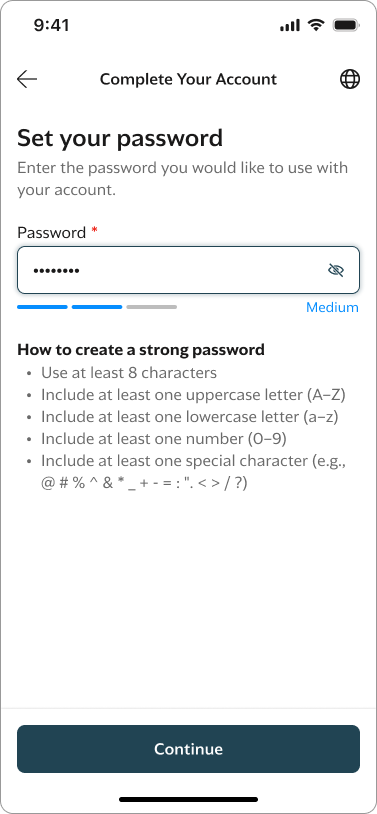 9:41
Complete Your Account
Set your password
Enter the password you would like to use with
your account.
Password *
••••••••
Medium
How to create a strong password
• Use at least 8 characters
• Include at least one uppercase letter (A–Z)
• Include at least one lowercase letter (a–z)
• Include at least one number (0–9)
• Include at least one special character (e.g.,
@ # % ^ & * _ + - = : ". < > / ?)
Continue